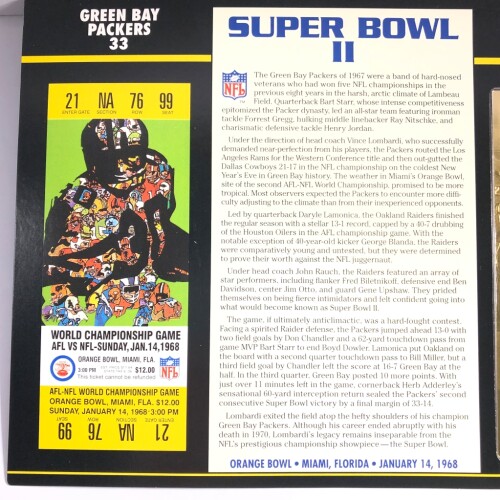 GREEN BAY
PACKERS
33
21 NA 76 99
ENTER GATE SECTION ROW SEAT
WORLD CHAMPIONSHIP GAME
AFL VS NFL-SUNDAY, JAN.14,1968
ORANGE BOWL, MIAMI, FLA.
3:00 PM $12.00
This ticket cannot be refunded
NFL
AFL-NFL WORLD CHAMPIONSHIP GAME
ORANGE BOWL, MIAMI, FLA. $12.00
SUNDAY, JANUARY 14, 1968-3:00 PM
SEAT ROW SECTION ENTER GATE
99 76 NA 21
SUPER BOWL
II
NFL
The Green Bay Packers of 1967 were a band of hard-nosed
veterans who had won five NFL championships in the
previous eight years in the harsh, arctic climate of Lambeau
Field. Quarterback Bart Starr, whose intense competitiveness
epitomized the Packer dynasty, led an all-star team featuring ironman
tackle Forrest Gregg, hulking middle linebacker Ray Nitschke, and
charismatic defensive tackle Henry Jordan.
Under the direction of head coach Vince Lombardi, who successfully
demanded near-perfection from his players, the Packers routed the Los
Angeles Rams for the Western Conference title and then out-gutted the
Dallas Cowboys 21-17 in the NFL championship on the coldest New
Year's Eve in Green Bay history. The weather in Miami's Orange Bowl,
site of the second AFL-NFL World Championship, promised to be more
tropical. Most observers expected the Packers to encounter more diffi-
culty adjusting to the climate than from their inexperienced opponents.
Led by quarterback Daryle Lamonica, the Oakland Raiders finished the
regular season with a stellar 13-1 record, capped by a 40-7 drubbing
of the Houston Oilers in the AFL championship game. With the
notable exception of 40-year-old kicker George Blanda, the Raiders
were comparatively young and untested, but they were determined
to prove their worth against the NFL juggernaut.
Under head coach John Rauch, the Raiders featured an array of
star performers, including flanker Fred Biletnikoff, defensive end Ben
Davidson, center Jim Otto, and guard Gene Upshaw. They prided
themselves on being fierce intimidators and felt confident going into
what would become known as Super Bowl II.
The game, if ultimately anticlimactic, was a hard-fought contest.
Facing a spirited Raider defense, the Packers jumped ahead 13-0 with
two field goals by Don Chandler and a 62-yard touchdown pass from
game MVP Bart Starr to end Boyd Dowler. Lamonica put Oakland on
the board with a second quarter touchdown pass to Bill Miller, but a
third field goal by Chandler left the score at 16-7 Green Bay at the
half. In the third quarter, Green Bay posted 10 more points. With
just over 11 minutes left in the game, cornerback Herb Adderley's
sensational 60-yard interception return sealed the Packers' second
consecutive Super Bowl victory by a final margin of 33-14.
Lombardi exited the field atop the hefty shoulders of his champion
Green Bay Packers. Although his career ended abruptly with his
death in 1970, Lombardi's legacy remains inseparable from the
NFL's prestigious championship showpiece — the Super Bowl.
ORANGE BOWL • MIAMI, FLORIDA • JANUARY 14, 1968